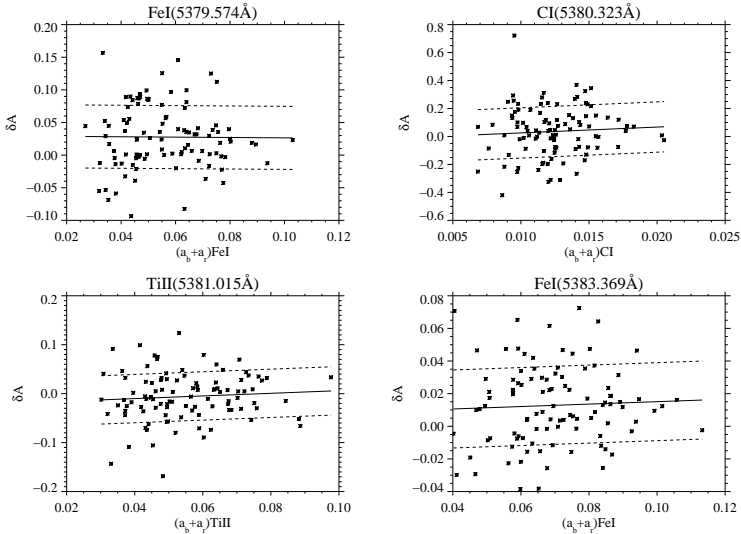 FeI(5379.574Å)
δA
0.20
0.15
0.10
0.05
0.00
−0.05
−0.10
0.02 0.04 0.06 0.08 0.10 0.12
(a_b+a_r)FeI
CI(5380.323Å)
δA
0.8
0.6
0.4
0.2
0.0
−0.2
−0.4
−0.6
0.005 0.010 0.015 0.020 0.025
(a_b+a_r)CI
TiII(5381.015Å)
δA
0.2
0.1
0.0
−0.1
−0.2
0.02 0.04 0.06 0.08 0.10
(a_b+a_r)TiII
FeI(5383.369Å)
δA
0.08
0.06
0.04
0.02
0.00
−0.02
−0.04
0.04 0.06 0.08 0.10 0.12
(a_b+a_r)FeI